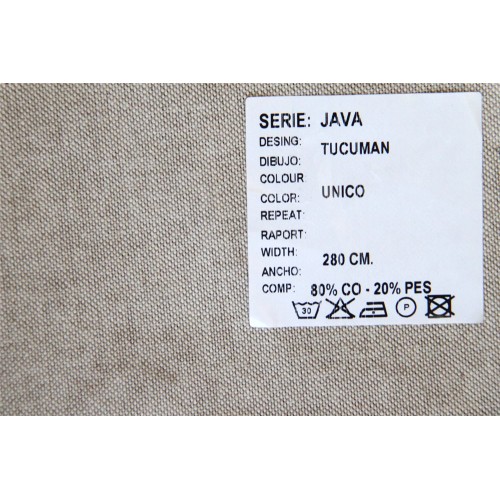 SERIE: JAVA
DESING: TUCUMAN
DIBUJO:
COLOUR
COLOR: UNICO
REPEAT:
RAPORT:
WIDTH: 280 CM.
ANCHO:
COMP: 80% CO - 20% PES
30 P